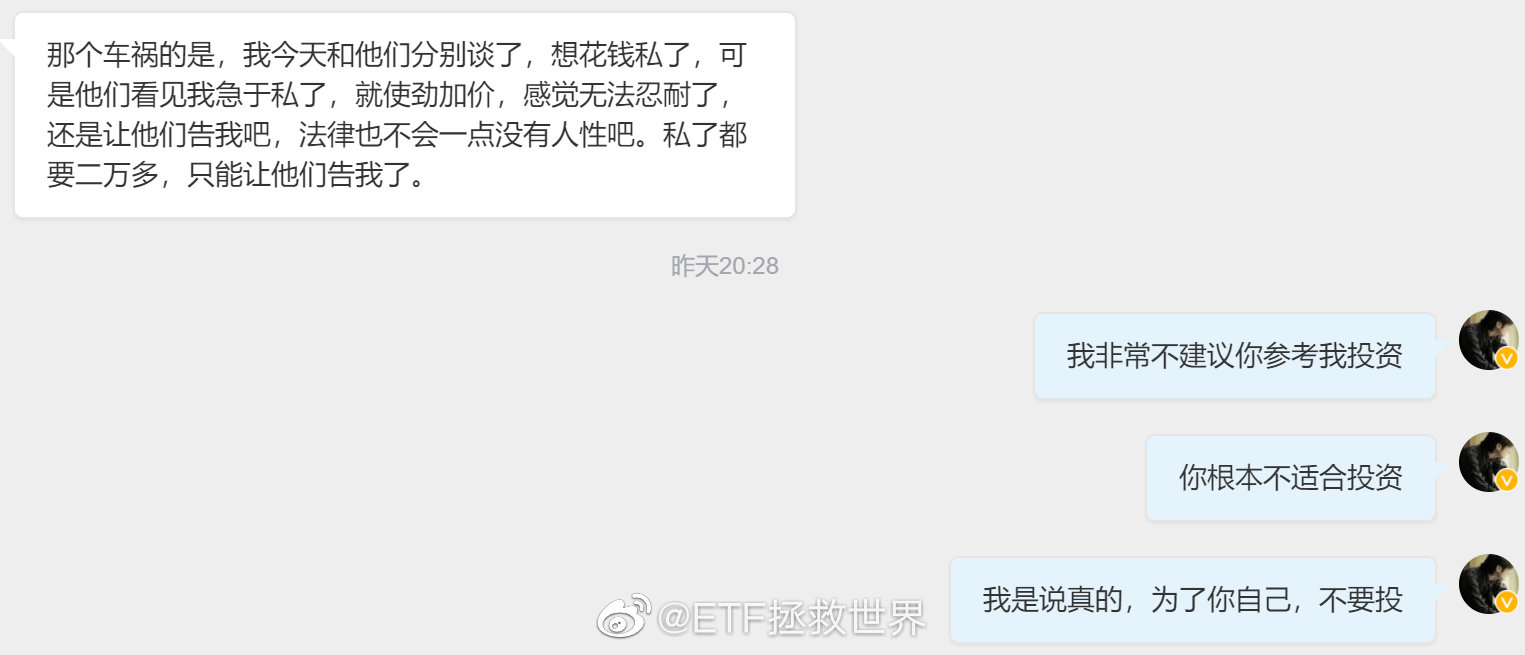 那个车祸的是，我今天和他们分别谈了，想花钱私了，可
是他们看见我急于私了，就使劲加价，感觉无法忍耐了，
还是让他们告我吧，法律也不会一点没有人性吧。私了都
要二万多，只能让他们告我了。
昨天20:28
我非常不建议你参考我投资
你根本不适合投资
我是说真的，为了你自己，不要投
@ETF拯救世界